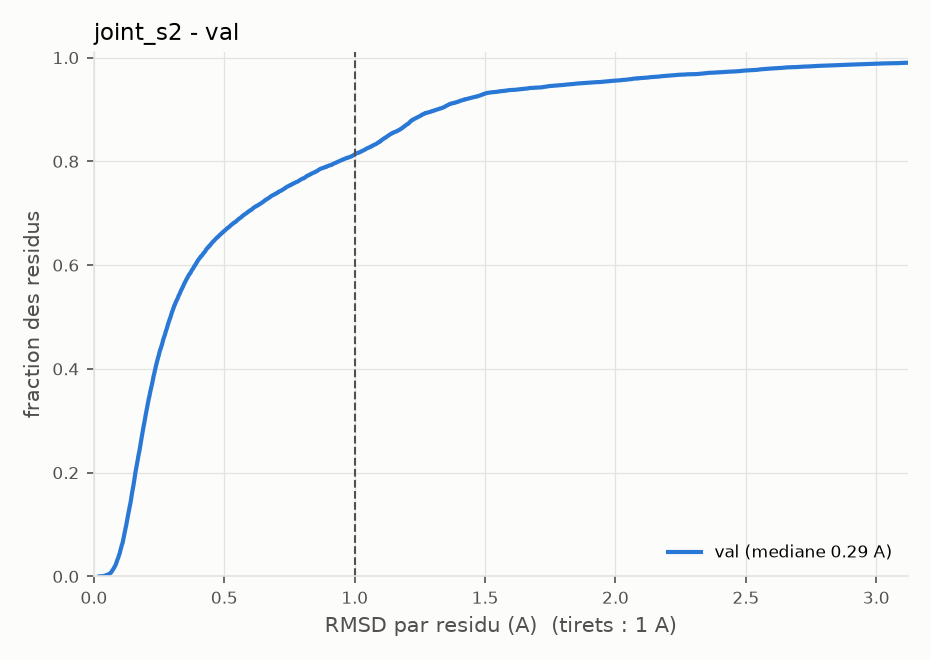 joint_s2 - val
1.0
0.8
0.6
0.4
0.2
0.0
fraction des residus
val (mediane 0.29 A)
0.0 0.5 1.0 1.5 2.0 2.5 3.0
RMSD par residu (A)  (tirets : 1 A)